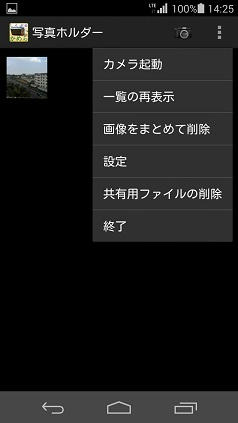 LTE 100% 14:25
写真ホルダー
カメラ起動
一覧の再表示
画像をまとめて削除
設定
共有用ファイルの削除
終了